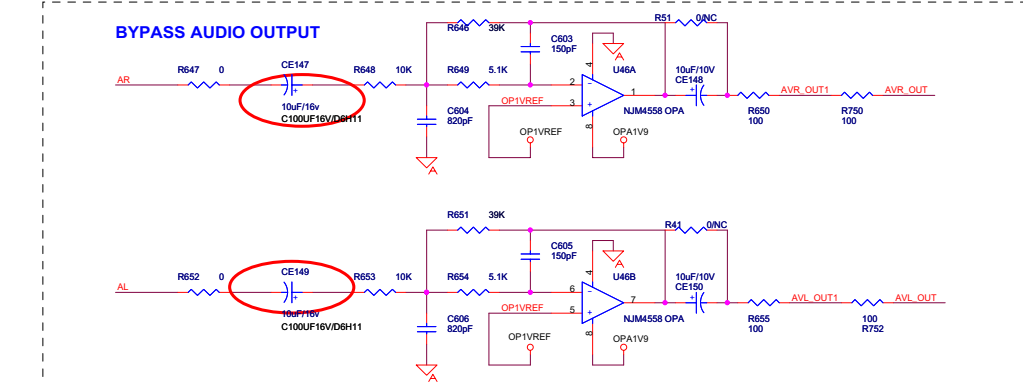 BYPASS AUDIO OUTPUT
R646 39K
R51 0/NC
C603
150pF
CE147
R647 0
R648 10K
R649 5.1K
U46A
10uF/10V
CE148
AR
10uF/16v
C100UF16V/D6H11
C604
820pF
OP1VREF
2
3
4
8
1
NJM4558 OPA
AVR_OUT1
AVR_OUT
R650
100
R750
100
OP1VREF
OPA1V9
A
A
R651 39K
R41 0/NC
C605
150pF
CE149
R652 0
R653 10K
R654 5.1K
U46B
10uF/10V
CE150
AL
10uF/16V
C100UF16V/D6H11
C606
820pF
OP1VREF
6
5
4
8
7
NJM4558 OPA
AVL_OUT1
AVL_OUT
R655
100
100
R752
OP1VREF
OPA1V9
A
A